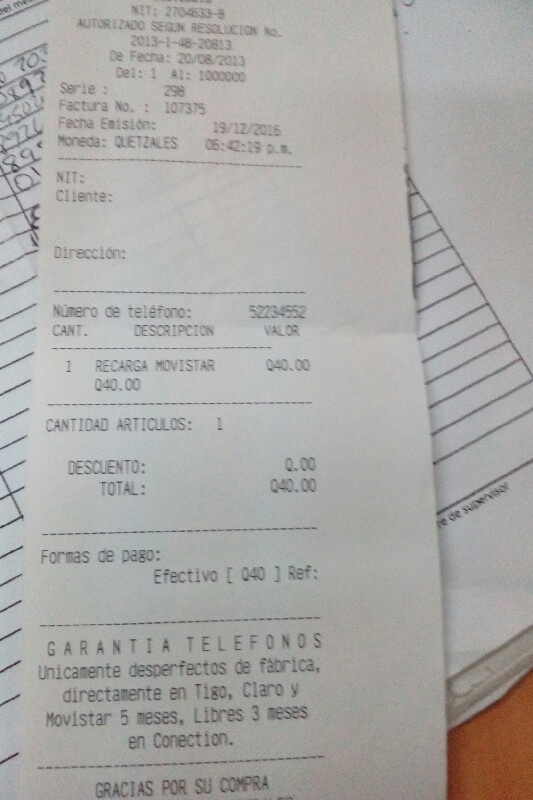 NIT: 2704633-8
AUTORIZADO SEGUN RESOLUCION No.
2013-1-48-20813
De Fecha: 20/08/2013
Del: 1 Al: 1000000
Serie : 298
Factura No. : 107375
Fecha Emisión: 19/12/2016
Moneda: QUETZALES 06:42:19 p.m.
NIT:
Cliente:
Dirección:
Número de teléfono: 52234552
CANT. DESCRIPCION VALOR
1 RECARGA MOVISTAR Q40.00
Q40.00
CANTIDAD ARTICULOS: 1
DESCUENTO: Q.00
TOTAL: Q40.00
Formas de pago:
Efectivo [ Q40 ] Ref:
G A R A N T I A T E L E F O N O S
Unicamente desperfectos de fábrica,
directamente en Tigo, Claro y
Movistar 5 meses, Libres 3 meses
en Conection.
GRACIAS POR SU COMPRA
re de supervisor